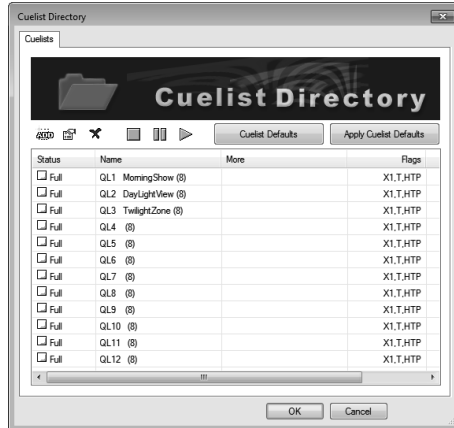 Cuelist Directory
Cuelists
Cuelist Directory
ADD Cuelist Defaults Apply Cuelist Defaults
Status Name More Flags
Full QL1 MorningShow (8) X1,T,HTP
Full QL2 DayLightView (8) X1,T,HTP
Full QL3 TwilightZone (8) X1,T,HTP
Full QL4 (8) X1,T,HTP
Full QL5 (8) X1,T,HTP
Full QL6 (8) X1,T,HTP
Full QL7 (8) X1,T,HTP
Full QL8 (8) X1,T,HTP
Full QL9 (8) X1,T,HTP
Full QL10 (8) X1,T,HTP
Full QL11 (8) X1,T,HTP
Full QL12 (8) X1,T,HTP
OK Cancel